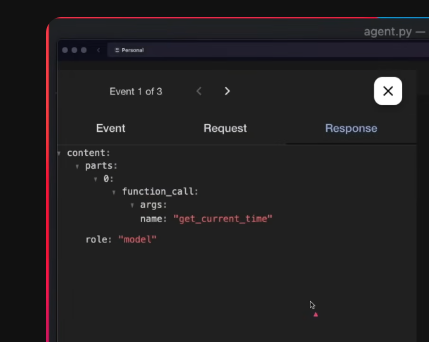 agent.py —
Personal
Event 1 of 3
Event Request Response
content:
parts:
0:
function_call:
args:
name: "get_current_time"
role: "model"